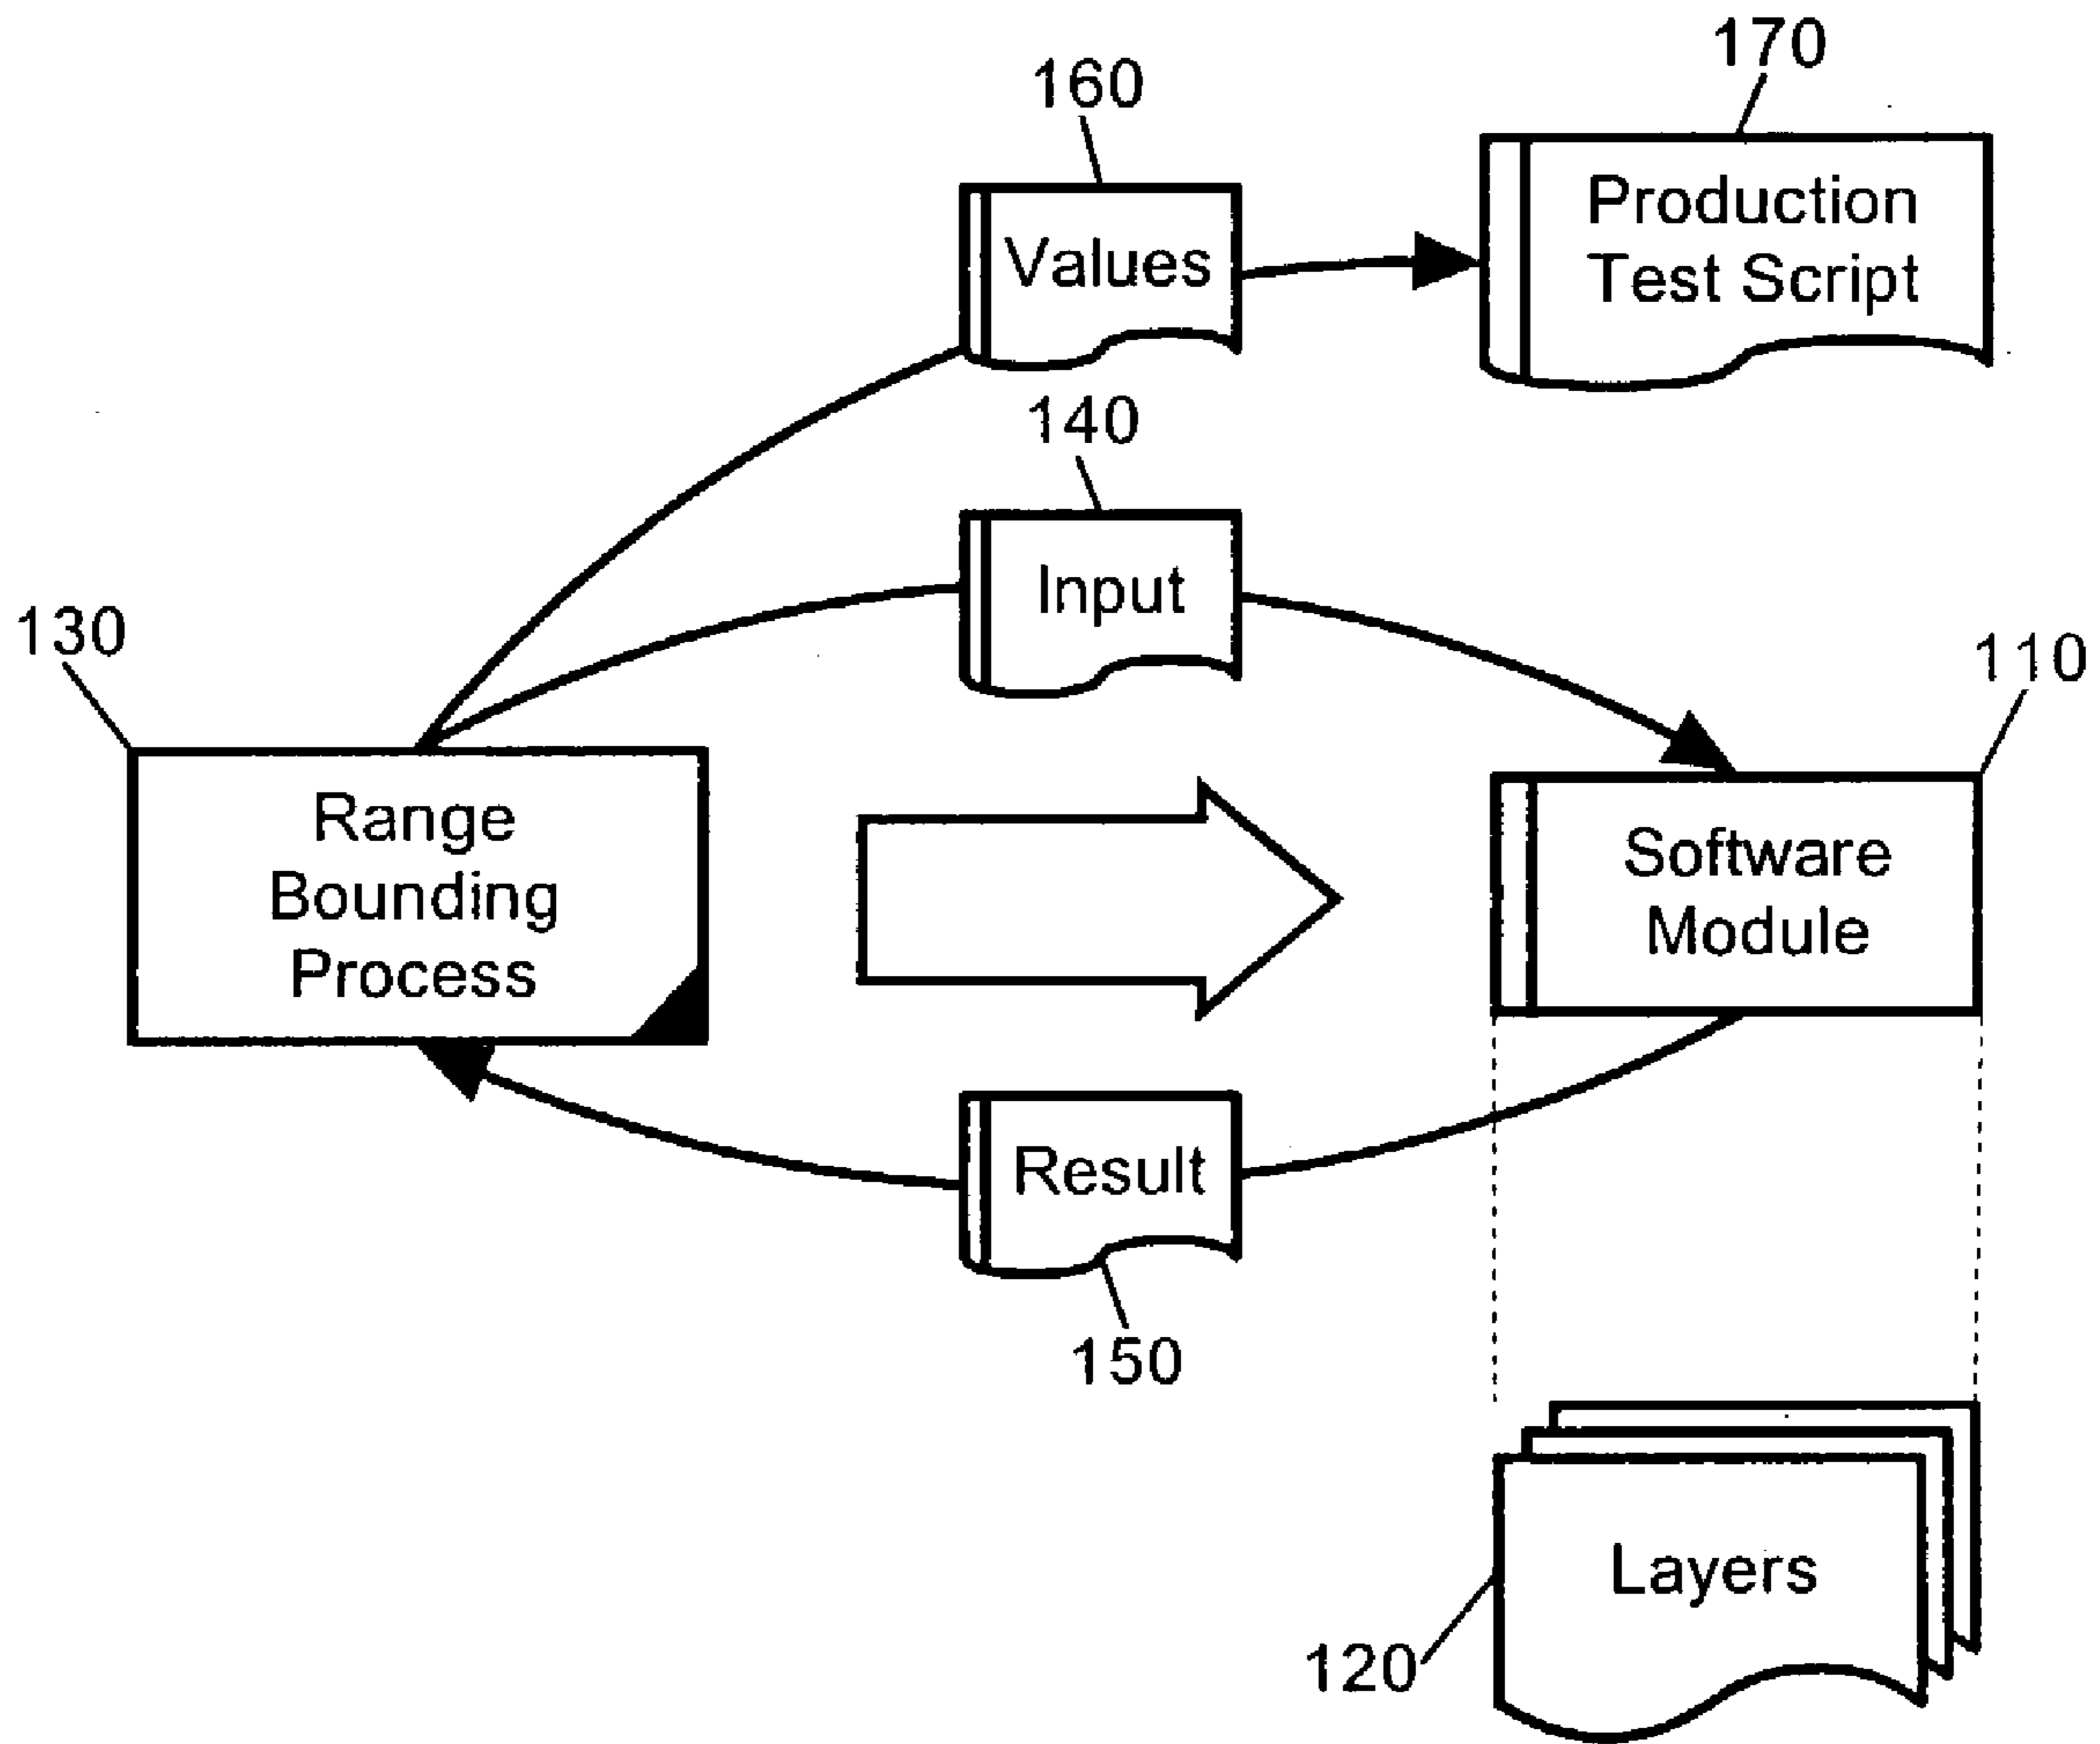 170
160
Production
Test Script
Values
140
Input
130
110
Range
Bounding
Process
Software
Module
Result
150
Layers
120